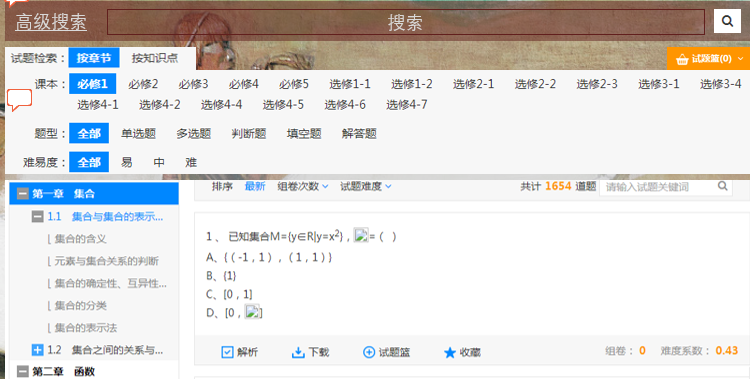 高级搜索 搜索
试题检索： 按章节 按知识点 试题篮(0)
课本： 必修1 必修2 必修3 必修4 必修5 选修1-1 选修1-2 选修2-1 选修2-2 选修2-3 选修3-1 选修3-4
选修4-1 选修4-2 选修4-4 选修4-5 选修4-6 选修4-7
题型： 全部 单选题 多选题 判断题 填空题 解答题
难易度： 全部 易 中 难
排序 最新 组卷次数 试题难度 共计 1654 道题 请输入试题关键词
第一章 集合
1.1 集合与集合的表示...
集合的含义
元素与集合关系的判断
集合的确定性、互异性...
集合的分类
集合的表示法
1.2 集合之间的关系与...
第二章 函数
1 、 已知集合M={y∈R|y=x²}， =（ ）
A、{（-1，1），（1，1）}
B、{1}
C、[0，1]
D、[0， ]
解析 下载 试题篮 收藏 组卷： 0 难度系数： 0.43